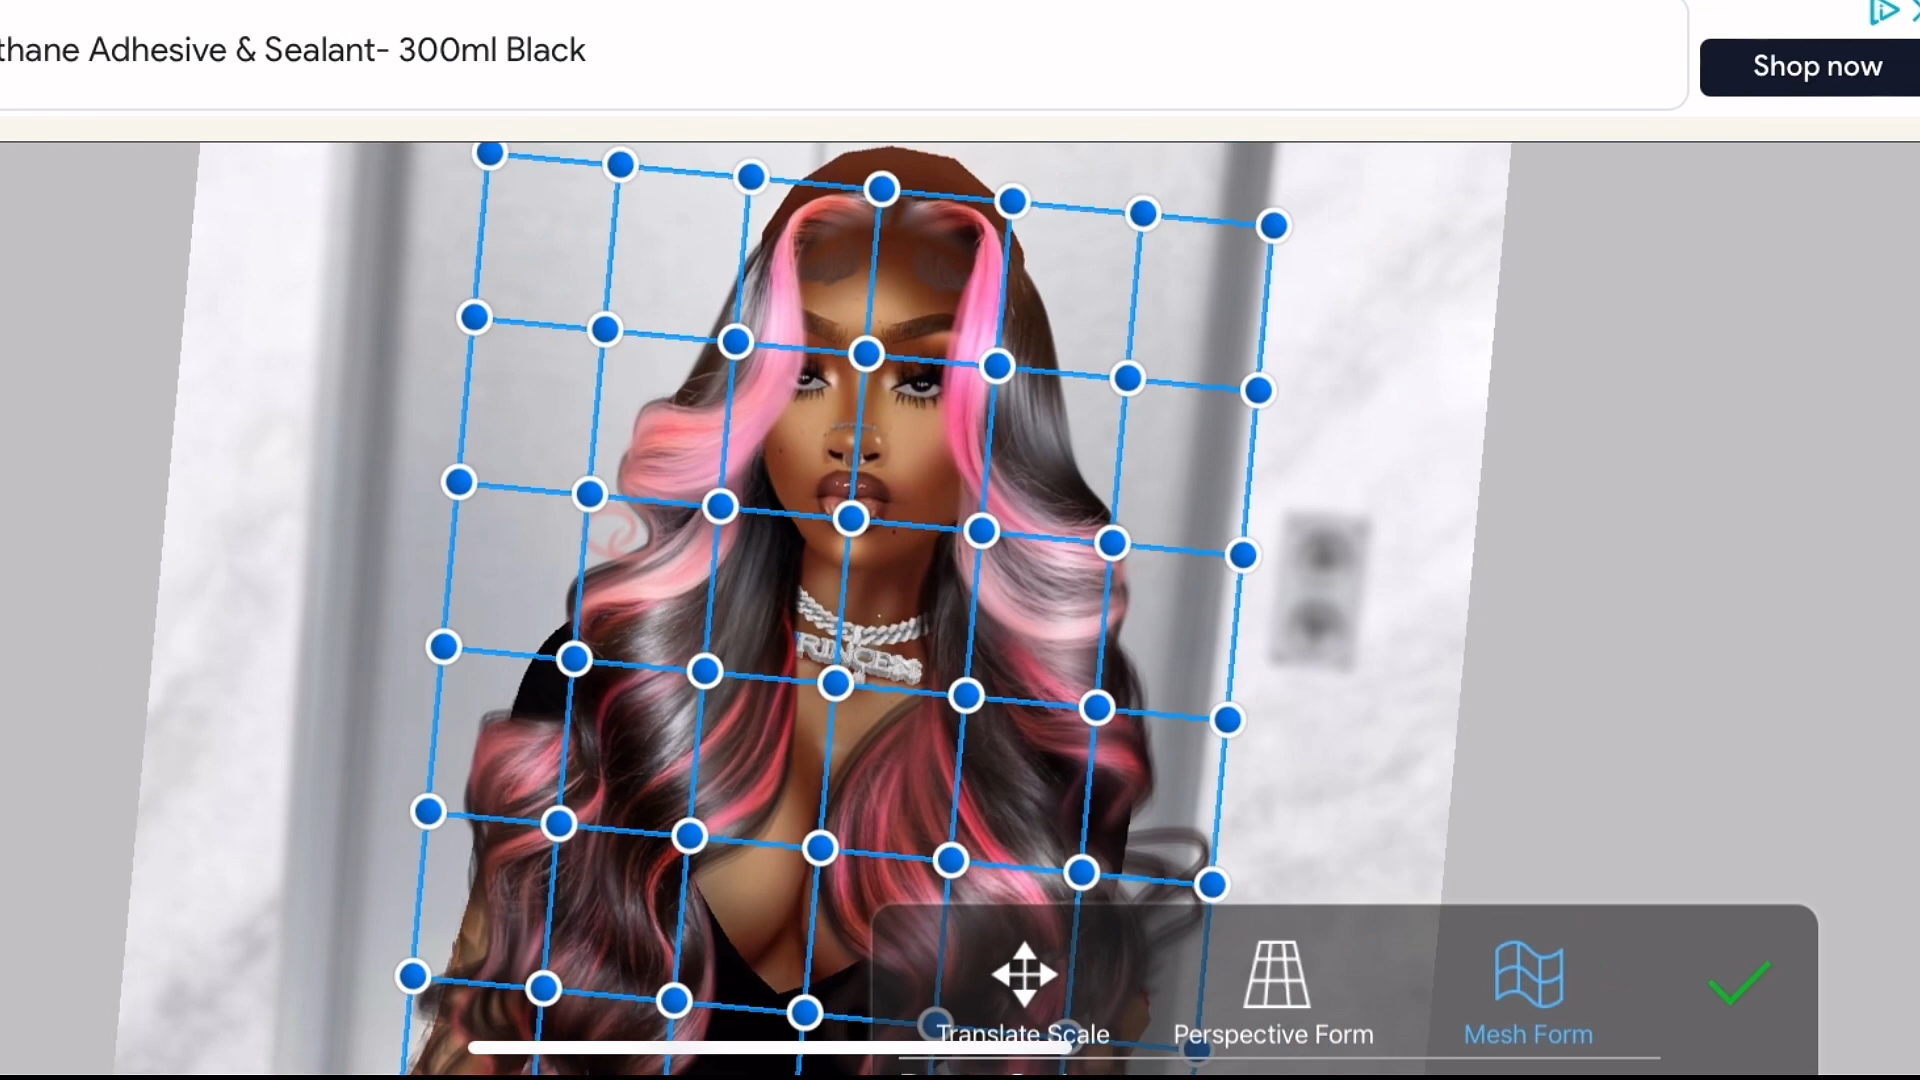 thane Adhesive & Sealant- 300ml Black
Shop now
Translate Scale
Perspective Form
Mesh Form